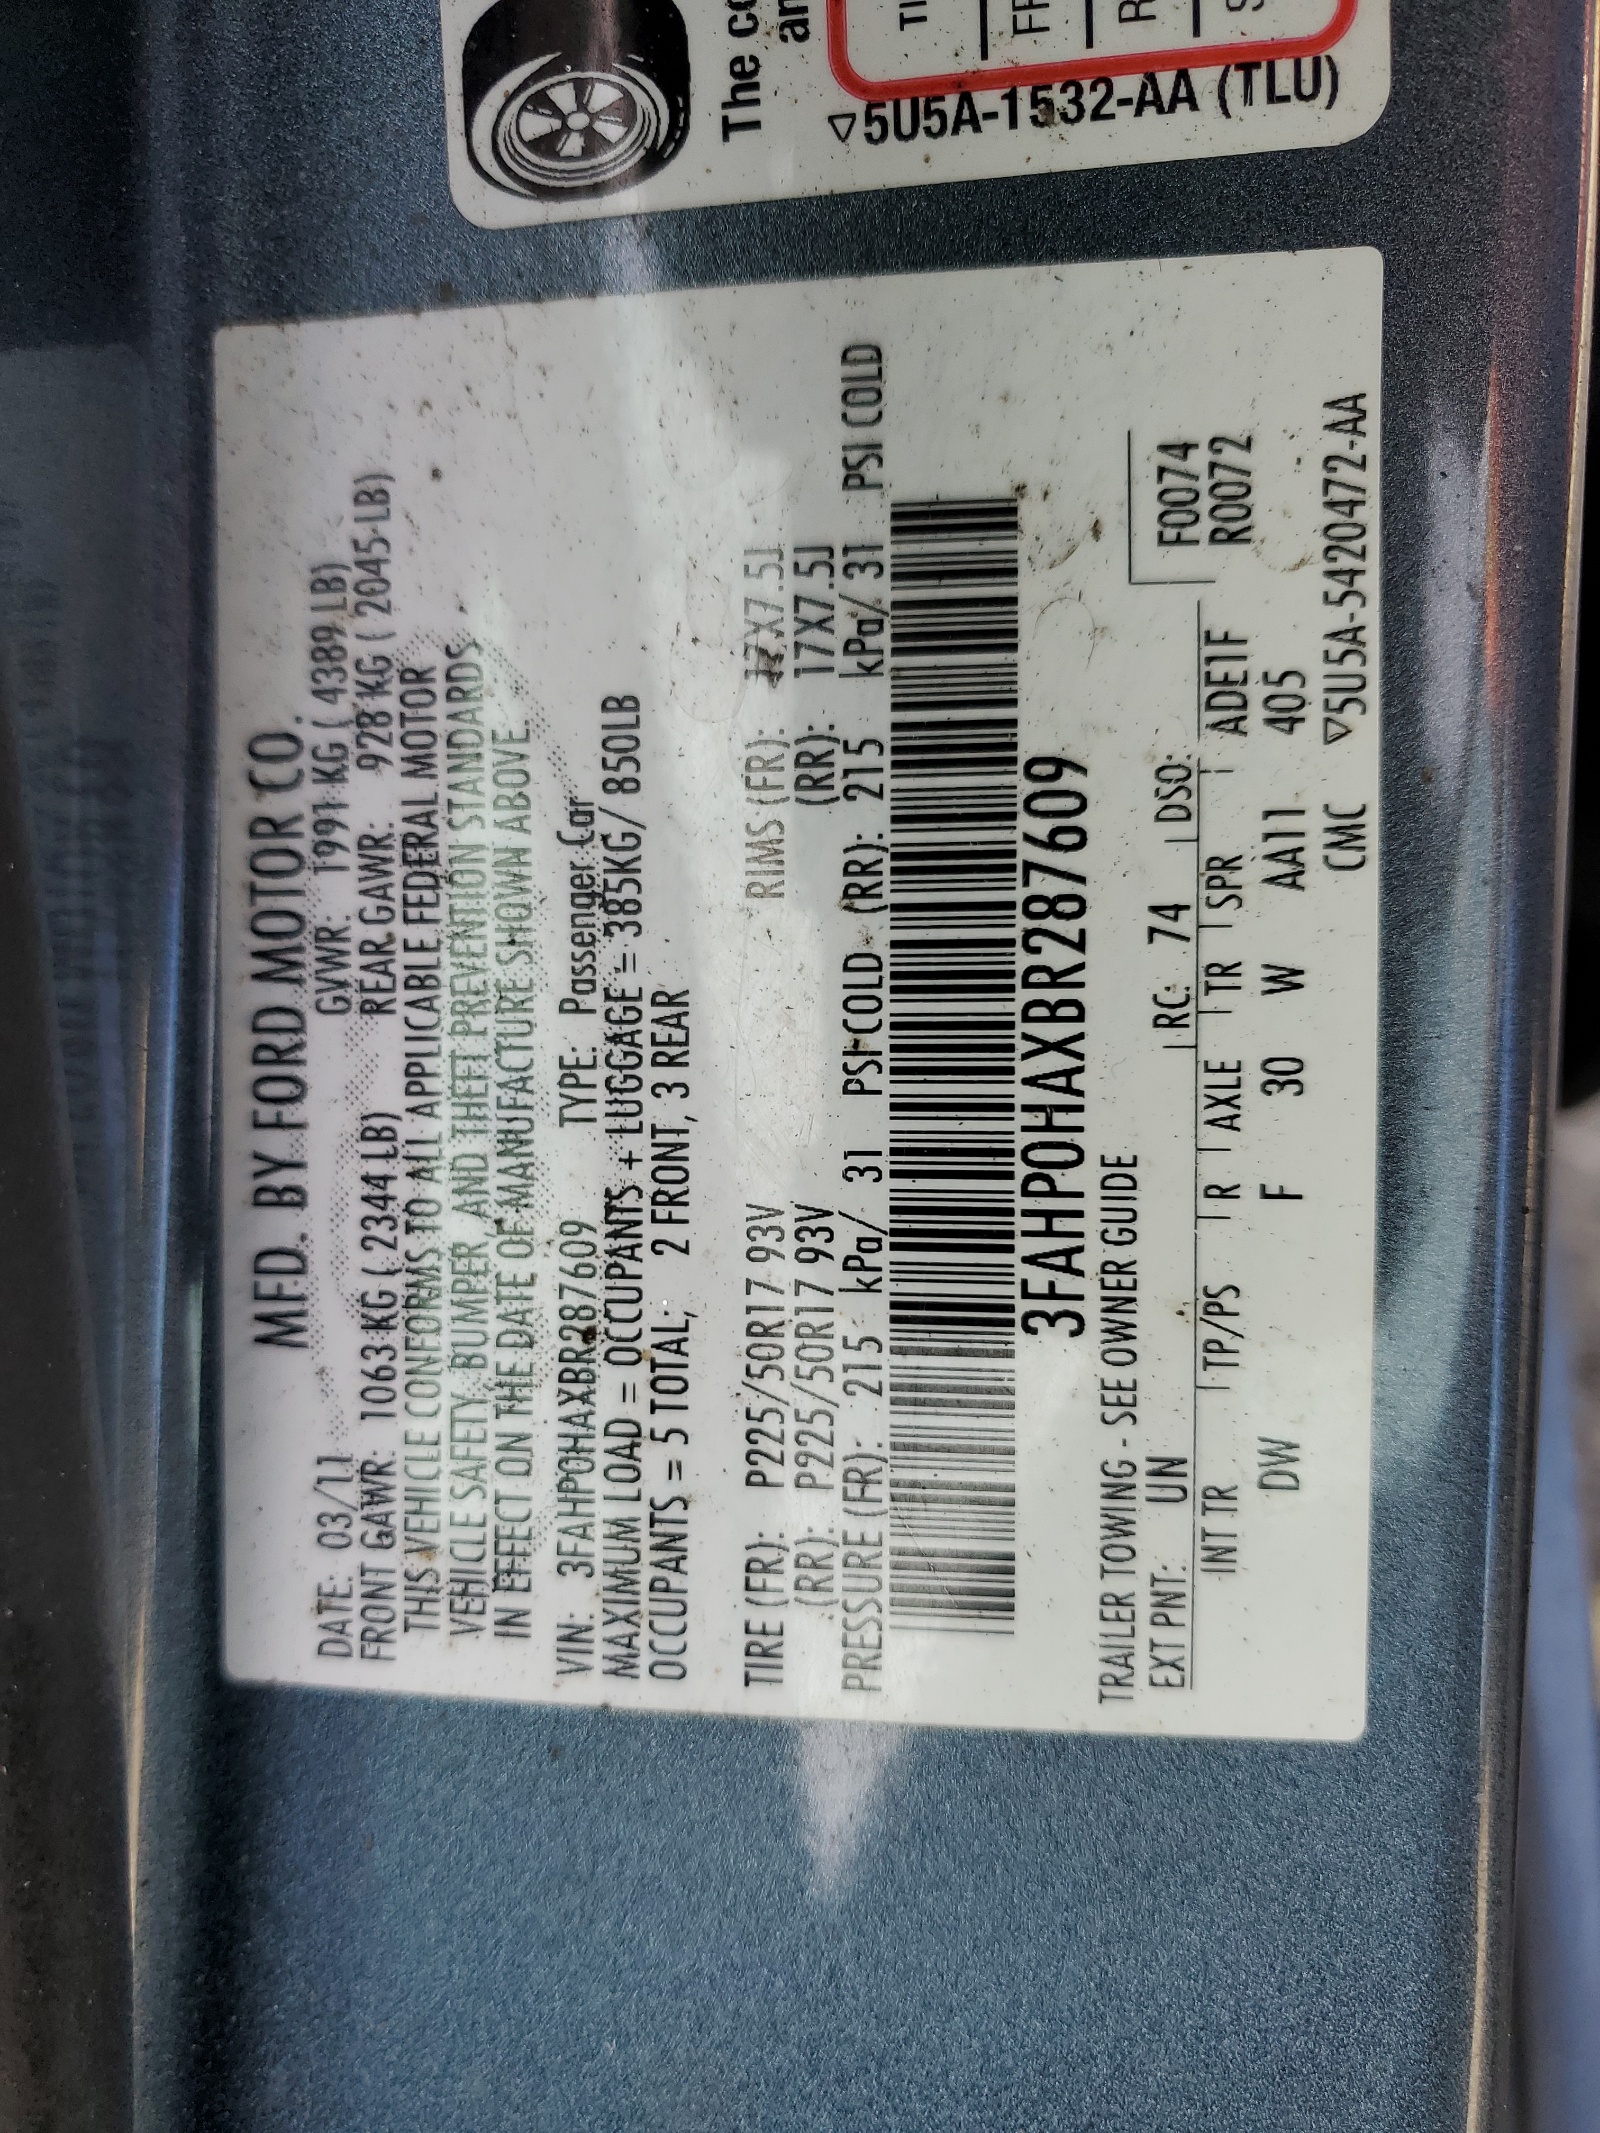 MFD. BY FORD MOTOR CO.
DATE: 03/11 GVWR: 1991 KG ( 4389 LB)
FRONT GAWR: 1063 KG ( 2344 LB) REAR GAWR: 928 KG ( 2045 LB)
THIS VEHICLE CONFORMS TO ALL APPLICABLE FEDERAL MOTOR
VEHICLE SAFETY, BUMPER, AND THEFT PREVENTION STANDARDS
IN EFFECT ON THE DATE OF MANUFACTURE SHOWN ABOVE.
VIN: 3FAHP0HAXBR287609 TYPE: Passenger Car
MAXIMUM LOAD = OCCUPANTS + LUGGAGE = 385KG/ 850LB
OCCUPANTS = 5 TOTAL; 2 FRONT, 3 REAR
TIRE (FR): P225/50R17 93V RIMS (FR): 17X7.5J
(RR): P225/50R17 93V (RR): 17X7.5J
PRESSURE (FR): 215 kPa/ 31 PSI COLD (RR): 215 kPa/ 31 PSI COLD
3FAHP0HAXBR287609
TRAILER TOWING - SEE OWNER GUIDE
EXT PNT: UN RC: 74 DSO: F0074
R0072
INT TR TP/PS R AXLE TR SPR ADE1F
DW F 30 W AA11 405
CMC ▽5U5A-5420472-AA
The
▽5U5A-1532-AA (TLU)